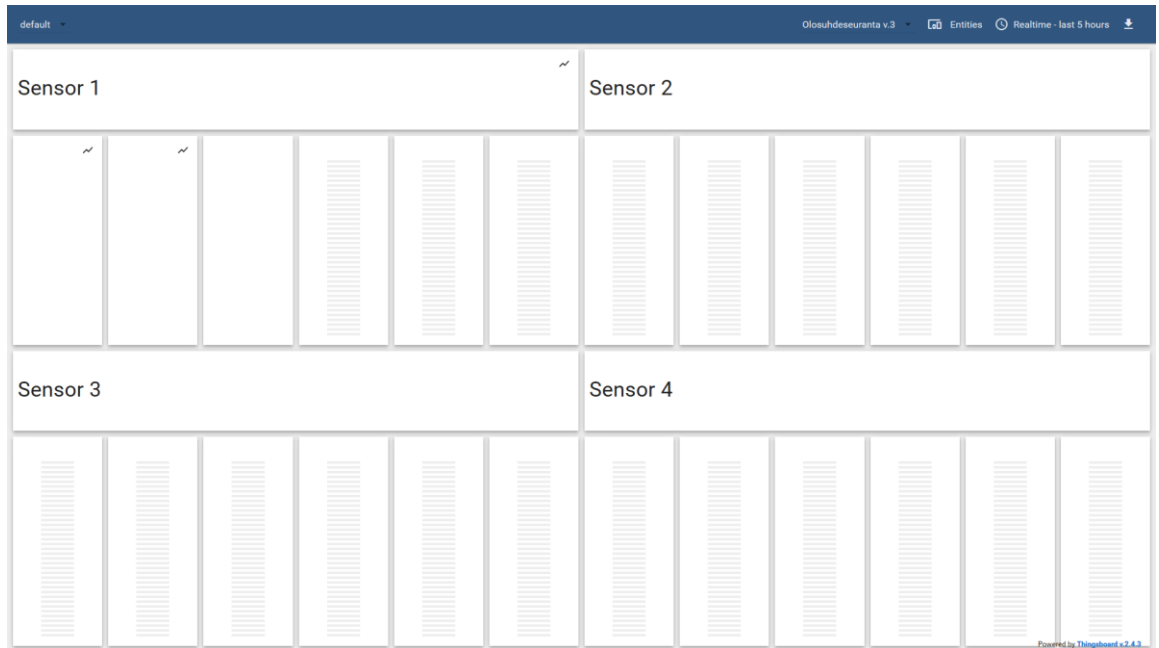 default
Olosuhdeseuranta v.3 Entities Realtime - last 5 hours
Sensor 1
Sensor 2
Sensor 3
Sensor 4
Powered by Thingsboard v.2.4.3